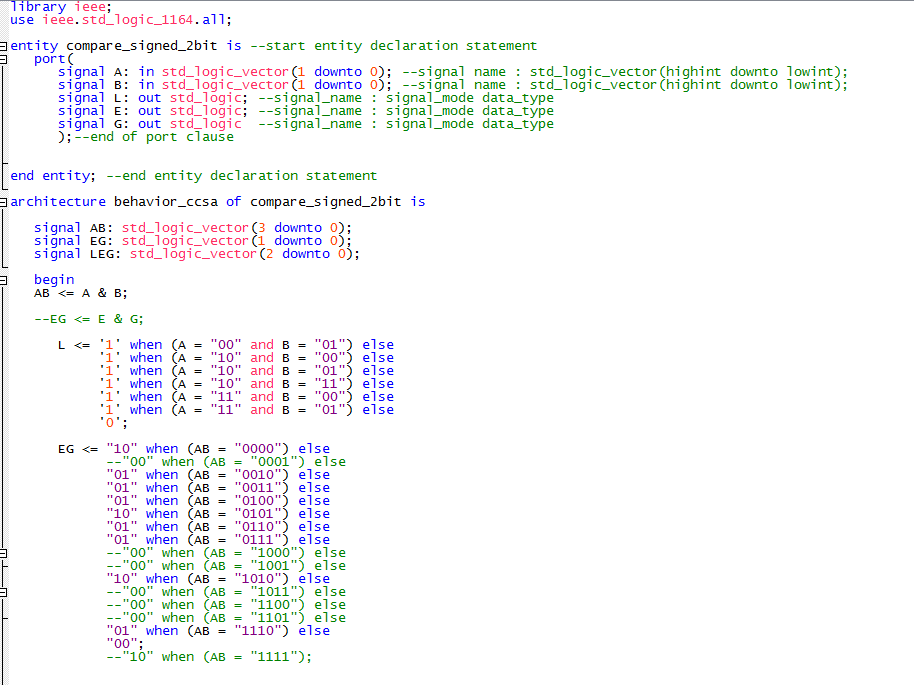 library ieee;
use ieee.std_logic_1164.all;
entity compare_signed_2bit is --start entity declaration statement
port(
signal A: in std_logic_vector(1 downto 0); --signal name : std_logic_vector(highint downto lowint);
signal B: in std_logic_vector(1 downto 0); --signal name : std_logic_vector(highint downto lowint);
signal L: out std_logic; --signal_name : signal_mode data_type
signal E: out std_logic; --signal_name : signal_mode data_type
signal G: out std_logic  --signal_name : signal_mode data_type
);--end of port clause
end entity; --end entity declaration statement
architecture behavior_ccsa of compare_signed_2bit is
signal AB: std_logic_vector(3 downto 0);
signal EG: std_logic_vector(1 downto 0);
signal LEG: std_logic_vector(2 downto 0);
begin
AB <= A & B;
--EG <= E & G;
L <= '1' when (A = "00" and B = "01") else
'1' when (A = "10" and B = "00") else
'1' when (A = "10" and B = "01") else
'1' when (A = "10" and B = "11") else
'1' when (A = "11" and B = "00") else
'1' when (A = "11" and B = "01") else
'0';
EG <= "10" when (AB = "0000") else
--"00" when (AB = "0001") else
"01" when (AB = "0010") else
"01" when (AB = "0011") else
"01" when (AB = "0100") else
"10" when (AB = "0101") else
"01" when (AB = "0110") else
"01" when (AB = "0111") else
--"00" when (AB = "1000") else
--"00" when (AB = "1001") else
"10" when (AB = "1010") else
--"00" when (AB = "1011") else
--"00" when (AB = "1100") else
--"00" when (AB = "1101") else
"01" when (AB = "1110") else
"00";
--"10" when (AB = "1111");